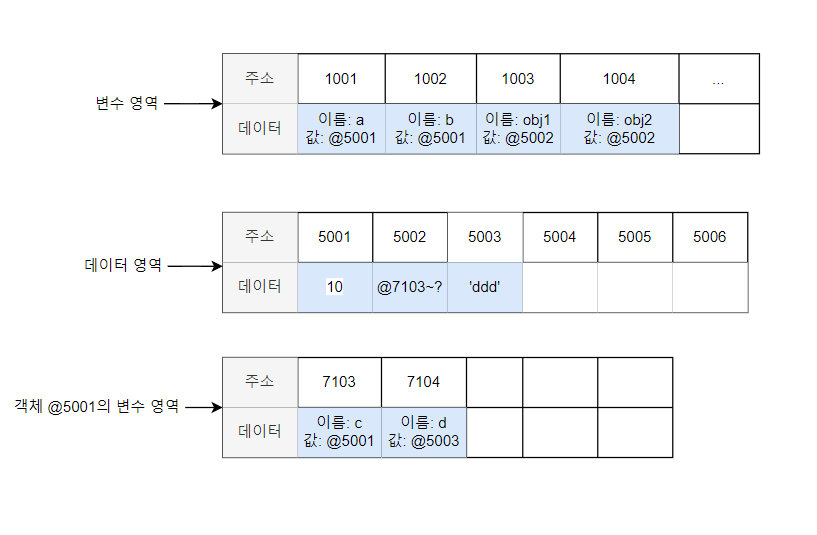 변수 영역
주소 1001 1002 1003 1004 ...
데이터
이름: a 이름: b 이름: obj1 이름: obj2
값: @5001 값: @5001 값: @5002 값: @5002
데이터 영역
주소 5001 5002 5003 5004 5005 5006
데이터 10 @7103~? 'ddd'
객체 @5001의 변수 영역
주소 7103 7104
데이터
이름: c 이름: d
값: @5001 값: @5003